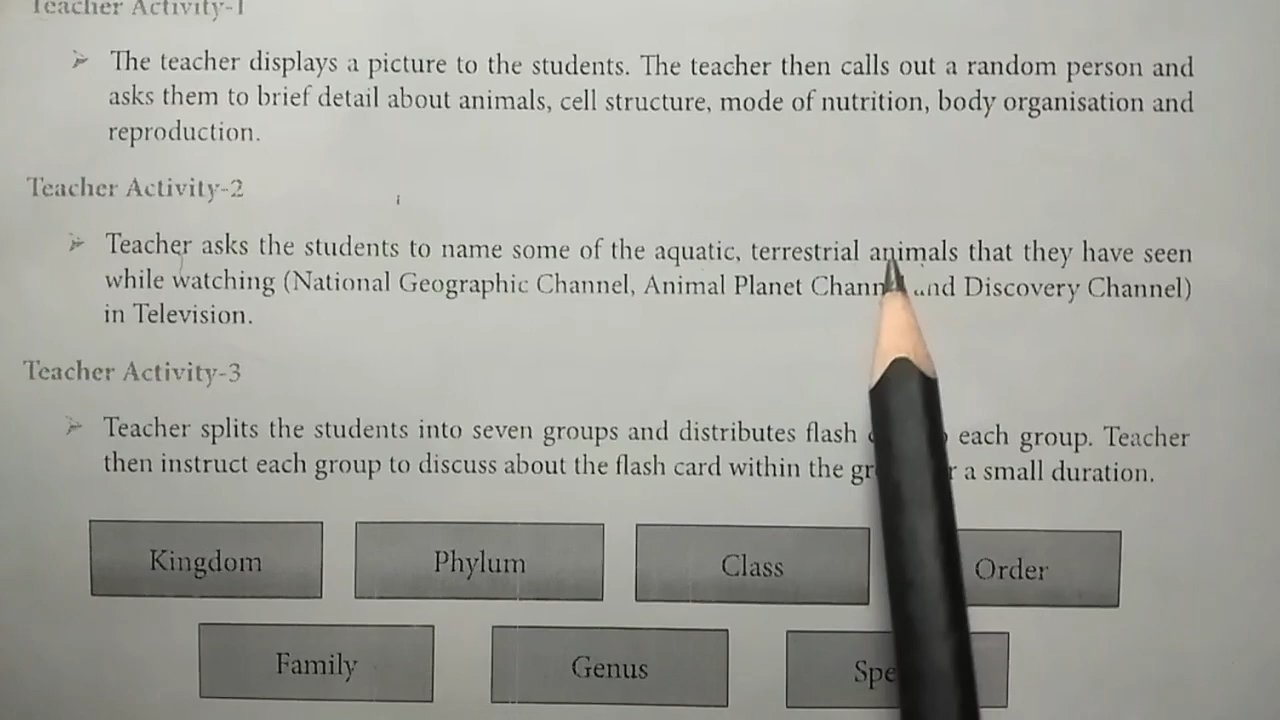 Teacher Activity-1
The teacher displays a picture to the students. The teacher then calls out a random person and
asks them to brief detail about animals, cell structure, mode of nutrition, body organisation and
reproduction.
Teacher Activity-2
Teacher asks the students to name some of the aquatic, terrestrial animals that they have seen
while watching (National Geographic Channel, Animal Planet Channel and Discovery Channel)
in Television.
Teacher Activity-3
Teacher splits the students into seven groups and distributes flash each group. Teacher
then instruct each group to discuss about the flash card within the a small duration.
Kingdom Phylum Class Order
Family Genus